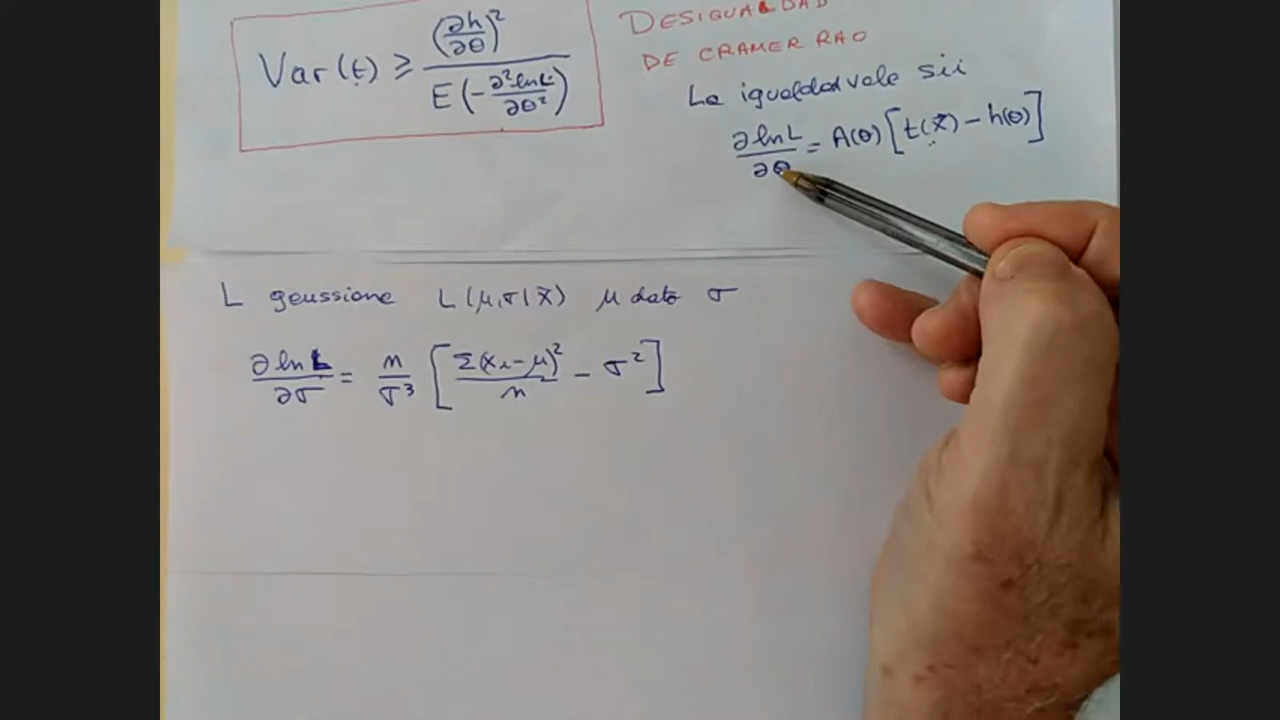 Var(t) ≥ (∂h/∂θ)² / E(-∂²lnL/∂θ²)
DESIGUALDAD
DE CRAMER RAO
La igualdad vale sii
∂lnL/∂θ = A(θ)[t(x̄) - h(θ)]
L gaussiana L(μ,σ|x̄) μ dato σ
∂lnL/∂σ = n/σ³ [Σ(xi-μ)²/n - σ²]